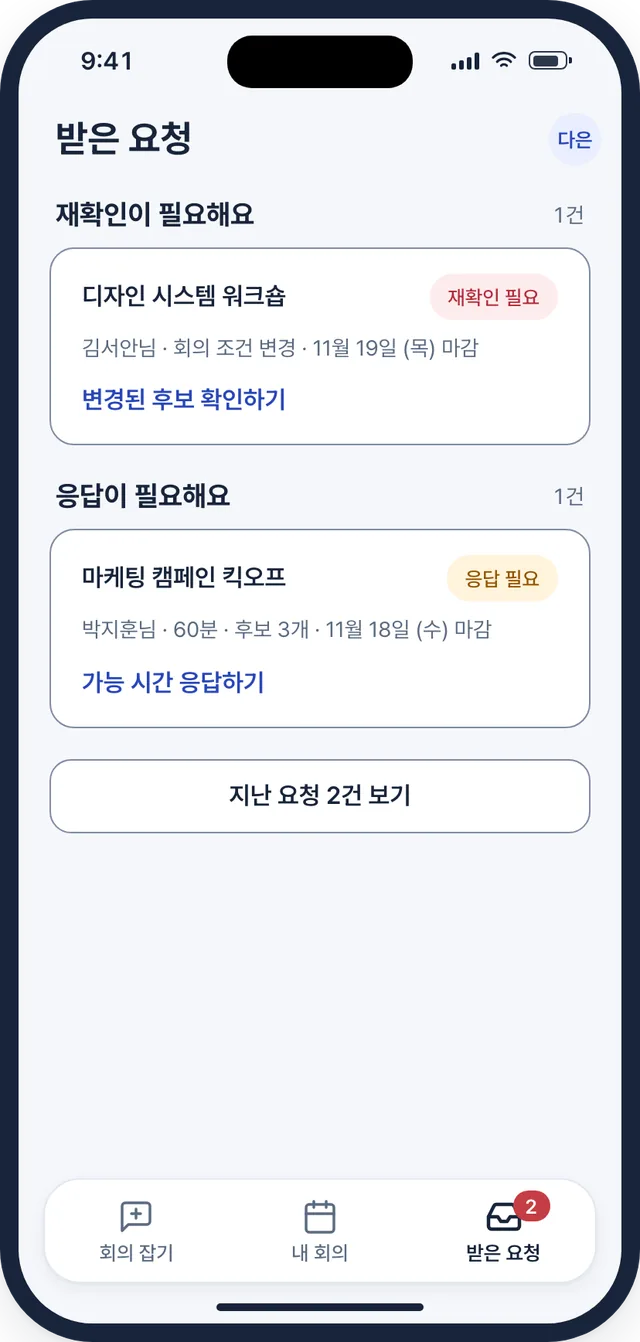 9:41
받은 요청
다은
재확인이 필요해요
1건
디자인 시스템 워크숍
재확인 필요
김서안님 · 회의 조건 변경 · 11월 19일 (목) 마감
변경된 후보 확인하기
응답이 필요해요
1건
마케팅 캠페인 킥오프
응답 필요
박지훈님 · 60분 · 후보 3개 · 11월 18일 (수) 마감
가능 시간 응답하기
지난 요청 2건 보기
2
회의 잡기
내 회의
받은 요청